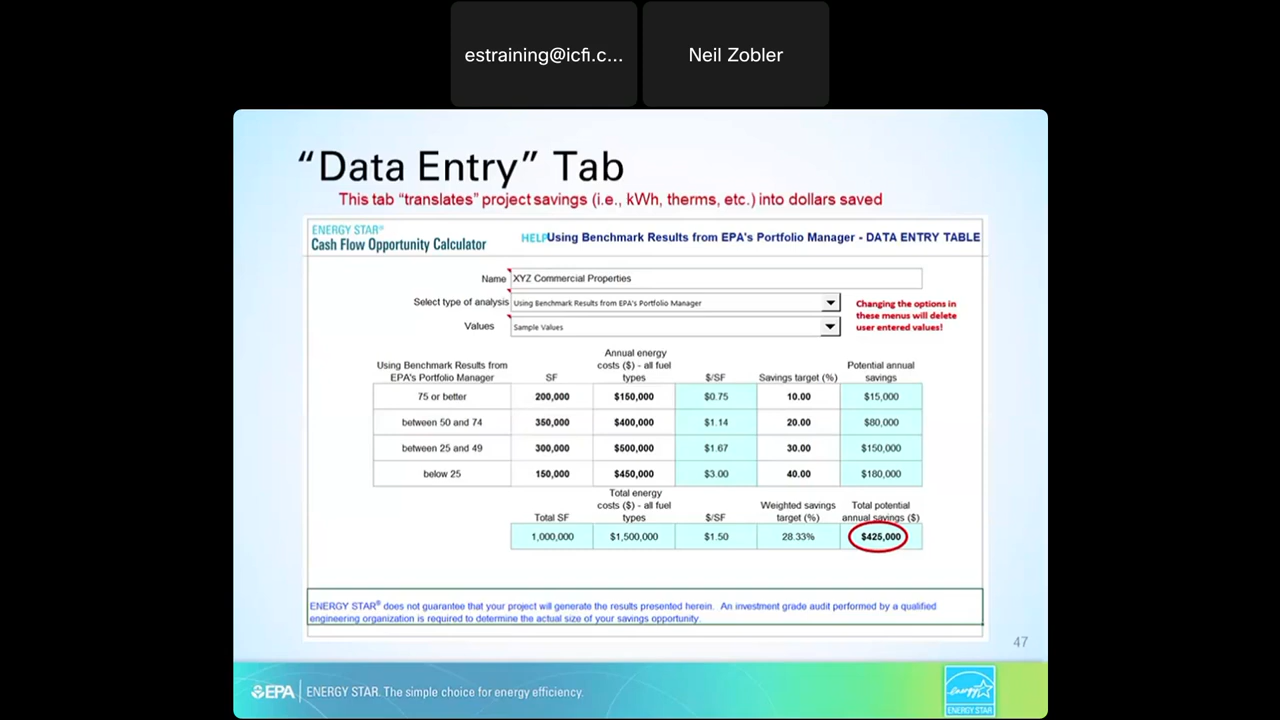 estraining@icfi.c...
Neil Zobler
“Data Entry” Tab
This tab “translates” project savings (i.e., kWh, therms, etc.) into dollars saved
ENERGY STAR®
Cash Flow Opportunity Calculator
HELP
Using Benchmark Results from EPA's Portfolio Manager - DATA ENTRY TABLE
Name
XYZ Commercial Properties
Select type of analysis
Using Benchmark Results from EPA's Portfolio Manager
Values
Sample Values
Changing the options in
these menus will delete
user entered values!
Using Benchmark Results from
EPA's Portfolio Manager
SF
Annual energy
costs ($) - all fuel
types
$/SF
Savings target (%)
Potential annual
savings
75 or better 200,000 $150,000 $0.75 10.00 $15,000
between 50 and 74 350,000 $400,000 $1.14 20.00 $80,000
between 25 and 49 300,000 $500,000 $1.67 30.00 $150,000
below 25 150,000 $450,000 $3.00 40.00 $180,000
Total SF
Total energy
costs ($) - all fuel
types
$/SF
Weighted savings
target (%)
Total potential
annual savings ($)
1,000,000 $1,500,000 $1.50 28.33% $425,000
ENERGY STAR® does not guarantee that your project will generate the results presented herein. An investment grade audit performed by a qualified
engineering organization is required to determine the actual size of your savings opportunity.
47
EPA
ENERGY STAR. The simple choice for energy efficiency.
energy
ENERGY STAR